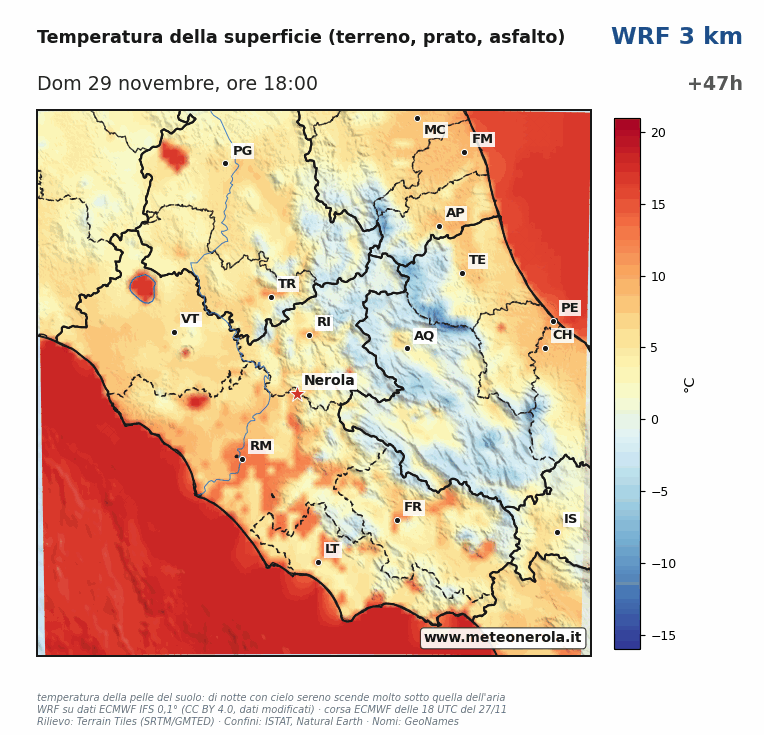 Temperatura della superficie (terreno, prato, asfalto)
WRF 3 km
Dom 29 novembre, ore 18:00
+47h
MC
FM
PG
AP
TE
TR
PE
VT
RI
CH
AQ
Nerola
RM
FR
IS
LT
www.meteonerola.it
20
15
10
5
0
−5
−10
−15
°C
temperatura della pelle del suolo: di notte con cielo sereno scende molto sotto quella dell'aria
WRF su dati ECMWF IFS 0,1° (CC BY 4.0, dati modificati) · corsa ECMWF delle 18 UTC del 27/11
Rilievo: Terrain Tiles (SRTM/GMTED) · Confini: ISTAT, Natural Earth · Nomi: GeoNames